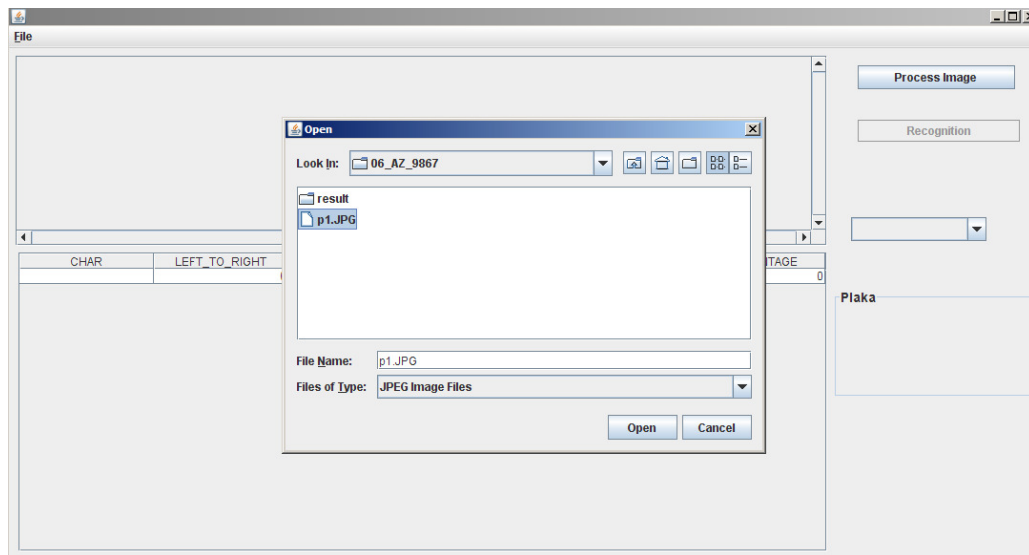 File
Process Image
Open
Recognition
Look In: 06_AZ_9867
result
p1.JPG
CHAR LEFT_TO_RIGHT
0
Plaka
File Name: p1.JPG
Files of Type: JPEG Image Files
Open Cancel